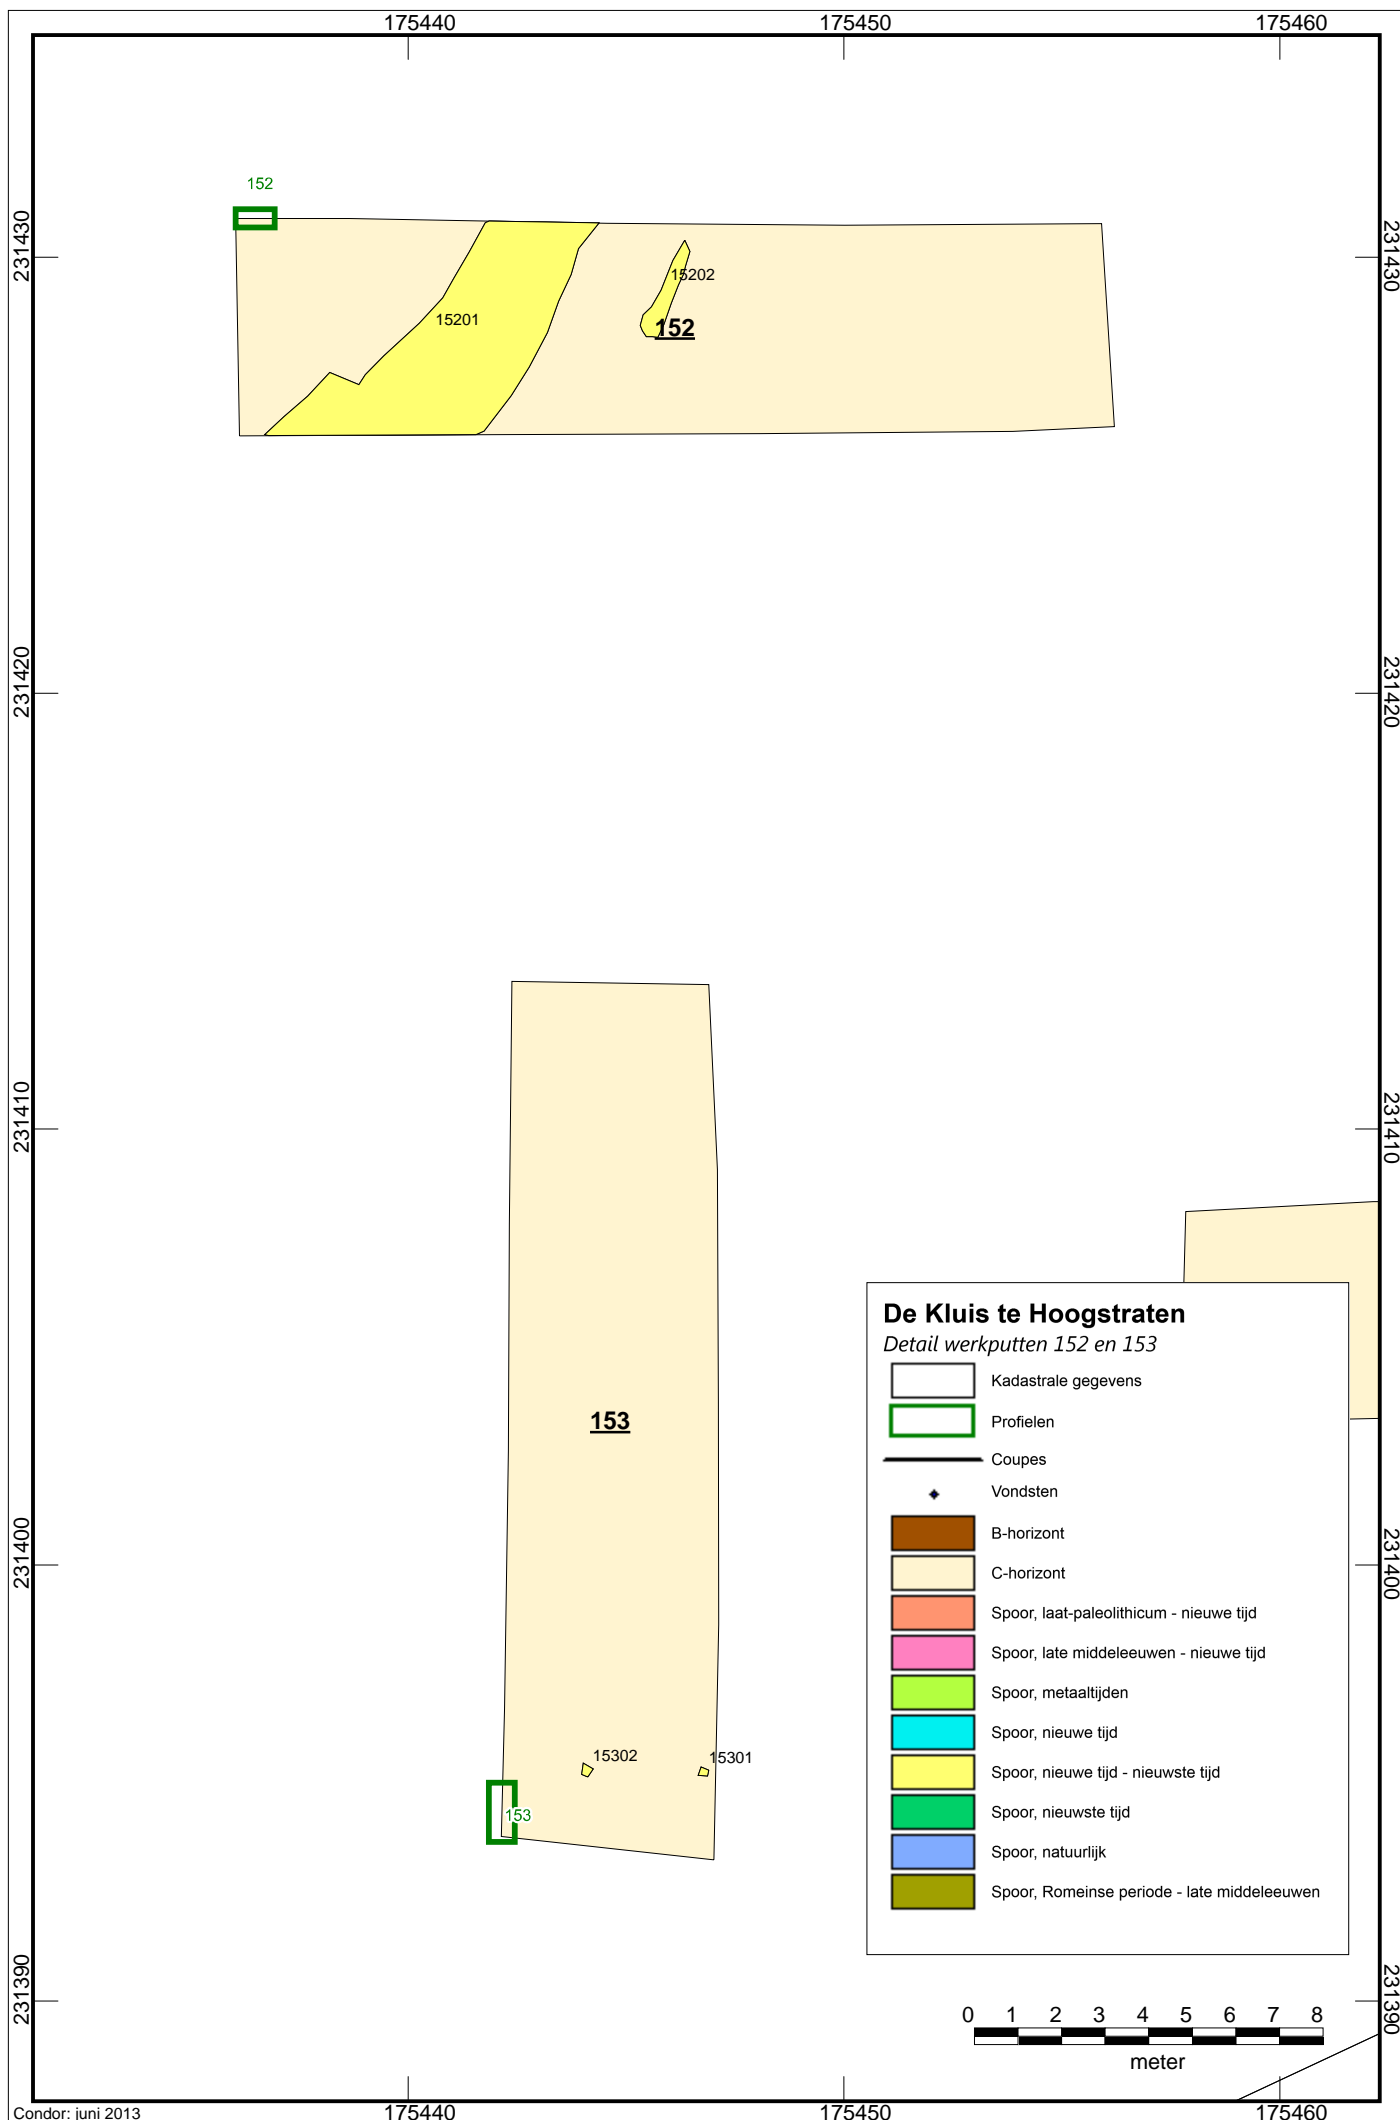 175440
175450
175460
152
231430
231430
15202
15201
152
231420
231420
231410
231410
De Kluis te Hoogstraten
Detail werkputten 152 en 153
Kadastrale gegevens
Profielen
Coupes
Vondsten
B-horizont
C-horizont
Spoor, laat-paleolithicum - nieuwe tijd
Spoor, late middeleeuwen - nieuwe tijd
Spoor, metaaltijden
Spoor, nieuwe tijd
Spoor, nieuwe tijd - nieuwste tijd
Spoor, nieuwste tijd
Spoor, natuurlijk
Spoor, Romeinse periode - late middeleeuwen
153
231400
231400
15302
15301
153
231390
231390
0 1 2 3 4 5 6 7 8
meter
Condor: juni 2013
175440
175450
175460